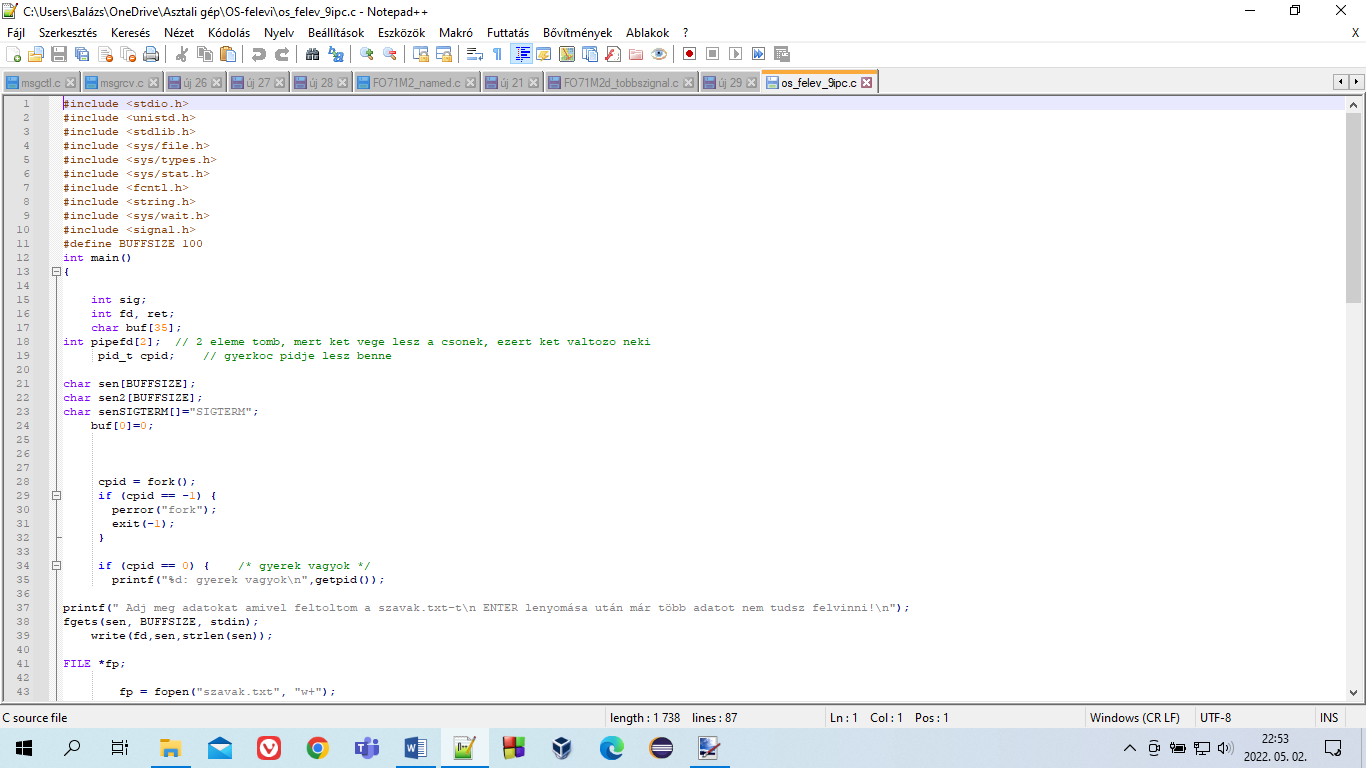 C:\Users\Balázs\OneDrive\Asztali gép\OS-felevi\os_felev_9ipc.c - Notepad++
Fájl Szerkesztés Keresés Nézet Kódolás Nyelv Beállítások Eszközök Makró Futtatás Bővítmények Ablakok ? X
msgctl.c msgrcv.c új 26 új 27 új 28 FO71M2_named.c új 21 FO71M2d_tobbszignal.c új 29 os_felev_9ipc.c
1 #include <stdio.h>
2 #include <unistd.h>
3 #include <stdlib.h>
4 #include <sys/file.h>
5 #include <sys/types.h>
6 #include <sys/stat.h>
7 #include <fcntl.h>
8 #include <string.h>
9 #include <sys/wait.h>
10 #include <signal.h>
11 #define BUFFSIZE 100
12 int main()
13 {
14
15 int sig;
16 int fd, ret;
17 char buf[35];
18 int pipefd[2]; // 2 eleme tomb, mert ket vege lesz a csonek, ezert ket valtozo neki
19 pid_t cpid; // gyerkoc pidje lesz benne
20
21 char sen[BUFFSIZE];
22 char sen2[BUFFSIZE];
23 char senSIGTERM[]="SIGTERM";
24 buf[0]=0;
25
26
27
28 cpid = fork();
29 if (cpid == -1) {
30 perror("fork");
31 exit(-1);
32 }
33
34 if (cpid == 0) { /* gyerek vagyok */
35 printf("%d: gyerek vagyok\n",getpid());
36
37 printf(" Adj meg adatokat amivel feltoltom a szavak.txt-t\n ENTER lenyomása után már több adatot nem tudsz felvinni!\n");
38 fgets(sen, BUFFSIZE, stdin);
39 write(fd,sen,strlen(sen));
40
41 FILE *fp;
42
43 fp = fopen("szavak.txt", "w+");
C source file length : 1 738 lines : 87 Ln : 1 Col : 1 Pos : 1 Windows (CR LF) UTF-8 INS
22:53
2022. 05. 02.